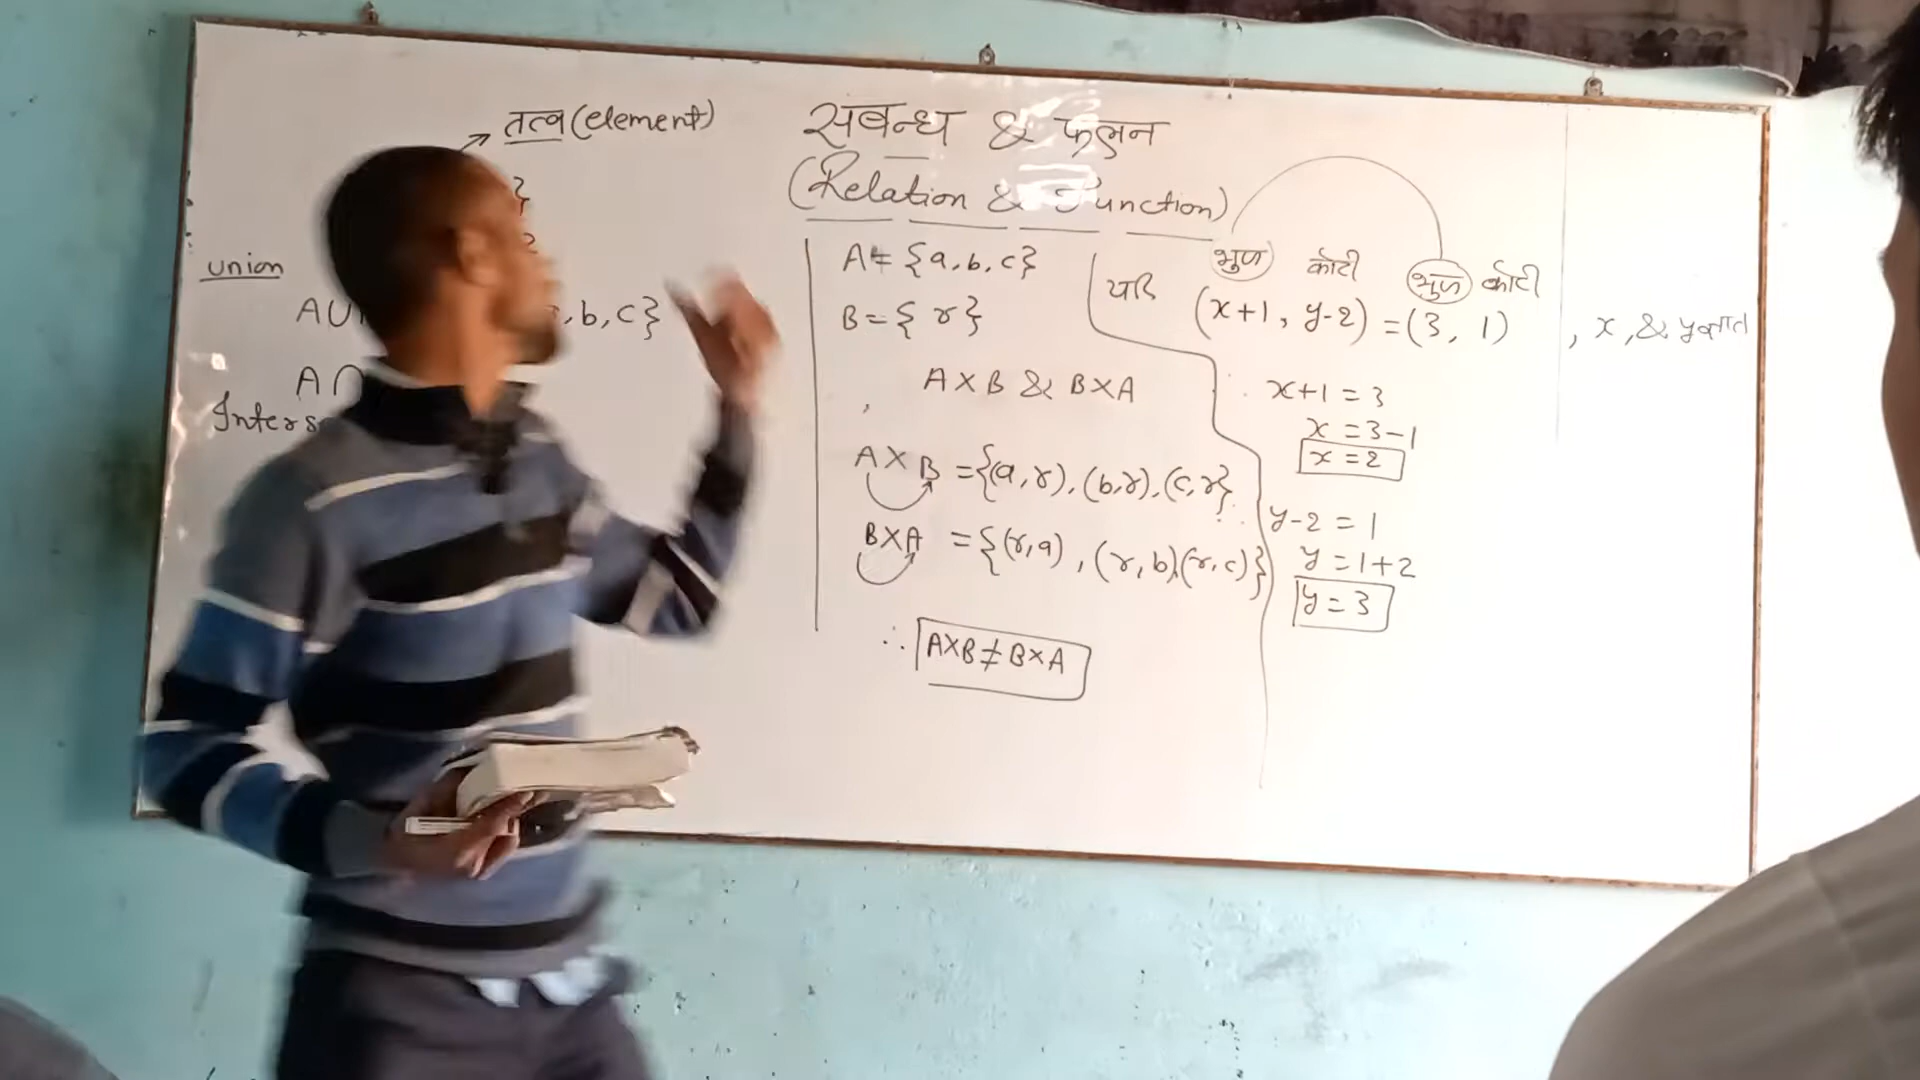 → तत्व (element)
}
union
AU , b, c}
A∩
Inters
सबन्ध & फलन
(Relation & Function)
A = {a, b, c}
B = { r }
, A × B & B × A
A × B = {(a, r), (b, r), (c, r}
B × A = {(r, a), (r, b), (r, c)}
∴ A×B ≠ B×A
भुज कोटी भुज कोटी
यदि (x+1, y-2) = (3, 1) , x, & y
x+1 = 3
x = 3-1
x = 2
∴ y-2 = 1
y = 1+2
y = 3